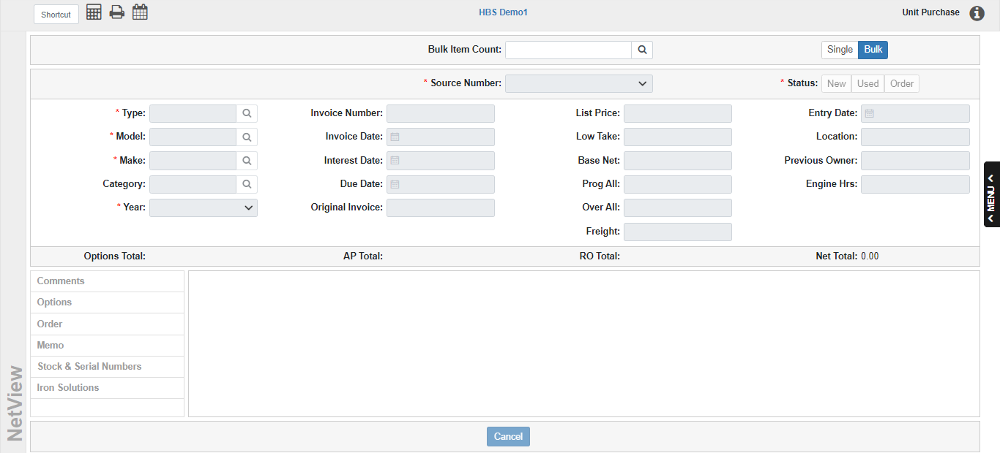 Shortcut
HBS Demo1
Unit Purchase
Bulk Item Count:
Single Bulk
* Source Number:
* Status: New Used Order
* Type: Invoice Number: List Price: Entry Date:
* Model: Invoice Date: Low Take: Location:
* Make: Interest Date: Base Net: Previous Owner:
Category: Due Date: Prog All: Engine Hrs:
* Year: Original Invoice: Over All:
Freight:
Options Total: AP Total: RO Total: Net Total: 0.00
Comments
Options
Order
Memo
Stock & Serial Numbers
Iron Solutions
Cancel
NetView
MENU